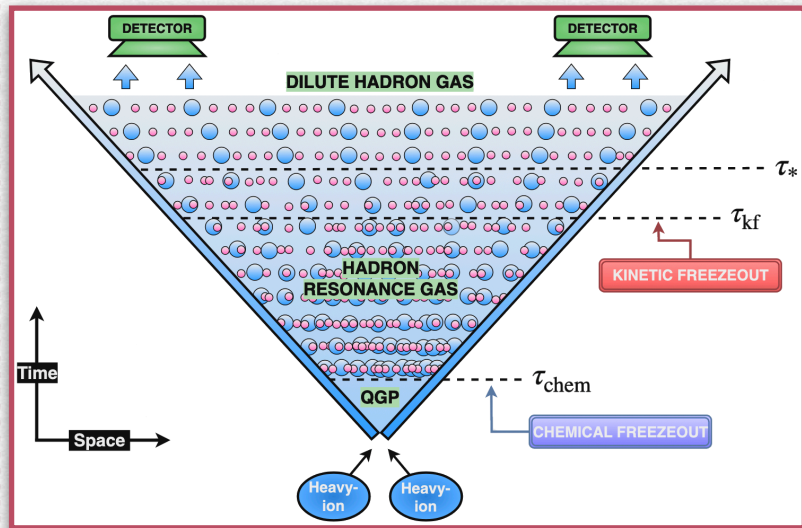 DETECTOR
DETECTOR
DILUTE HADRON GAS
τ*
τkf
KINETIC FREEZEOUT
HADRON
RESONANCE GAS
τchem
QGP
CHEMICAL FREEZEOUT
Time
Space
Heavy-
ion
Heavy-
ion